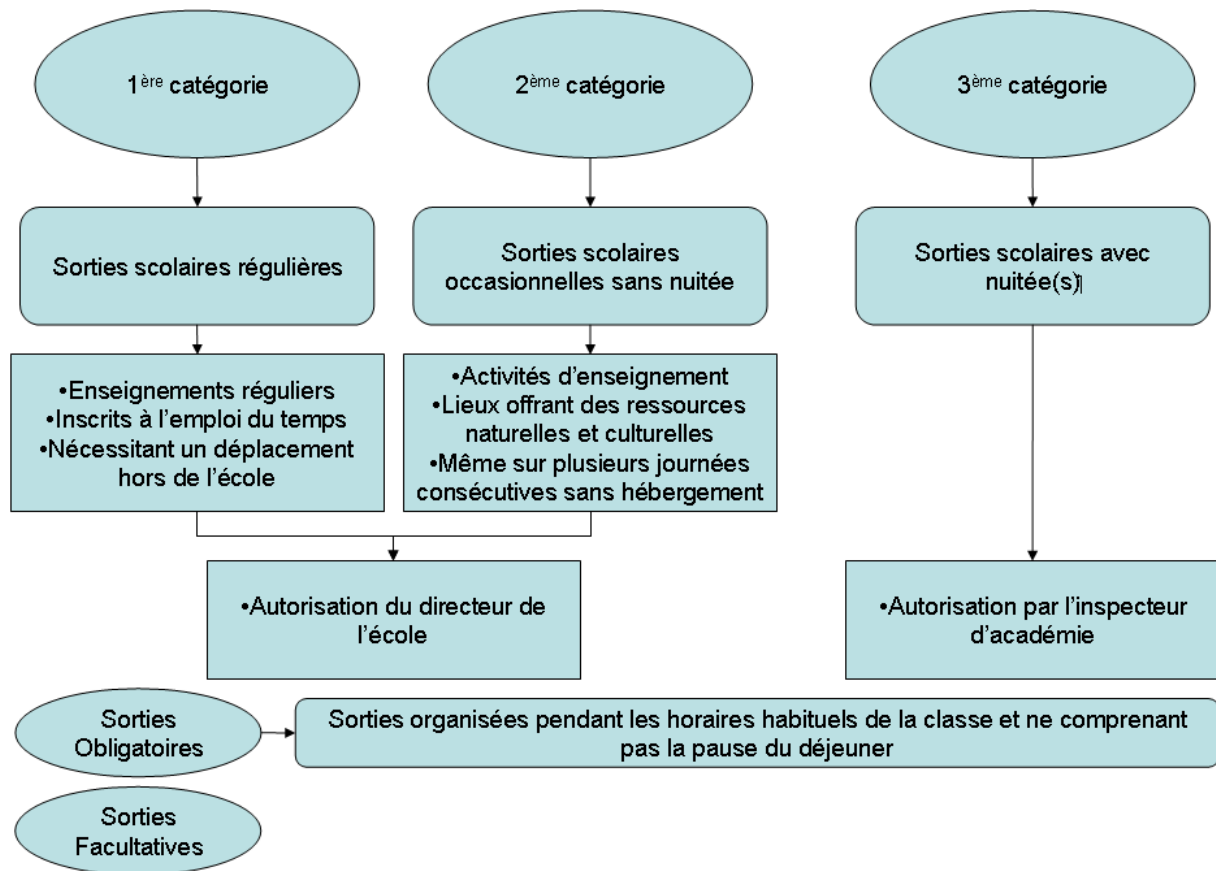 1ère catégorie
2ème catégorie
3ème catégorie
Sorties scolaires régulières
Sorties scolaires
occasionnelles sans nuitée
Sorties scolaires avec
nuitée(s)
•Enseignements réguliers
•Inscrits à l’emploi du temps
•Nécessitant un déplacement
hors de l’école
•Activités d’enseignement
•Lieux offrant des ressources
naturelles et culturelles
•Même sur plusieurs journées
consécutives sans hébergement
•Autorisation du directeur de
l’école
•Autorisation par l’inspecteur
d’académie
Sorties
Obligatoires
Sorties organisées pendant les horaires habituels de la classe et ne comprenant
pas la pause du déjeuner
Sorties
Facultatives